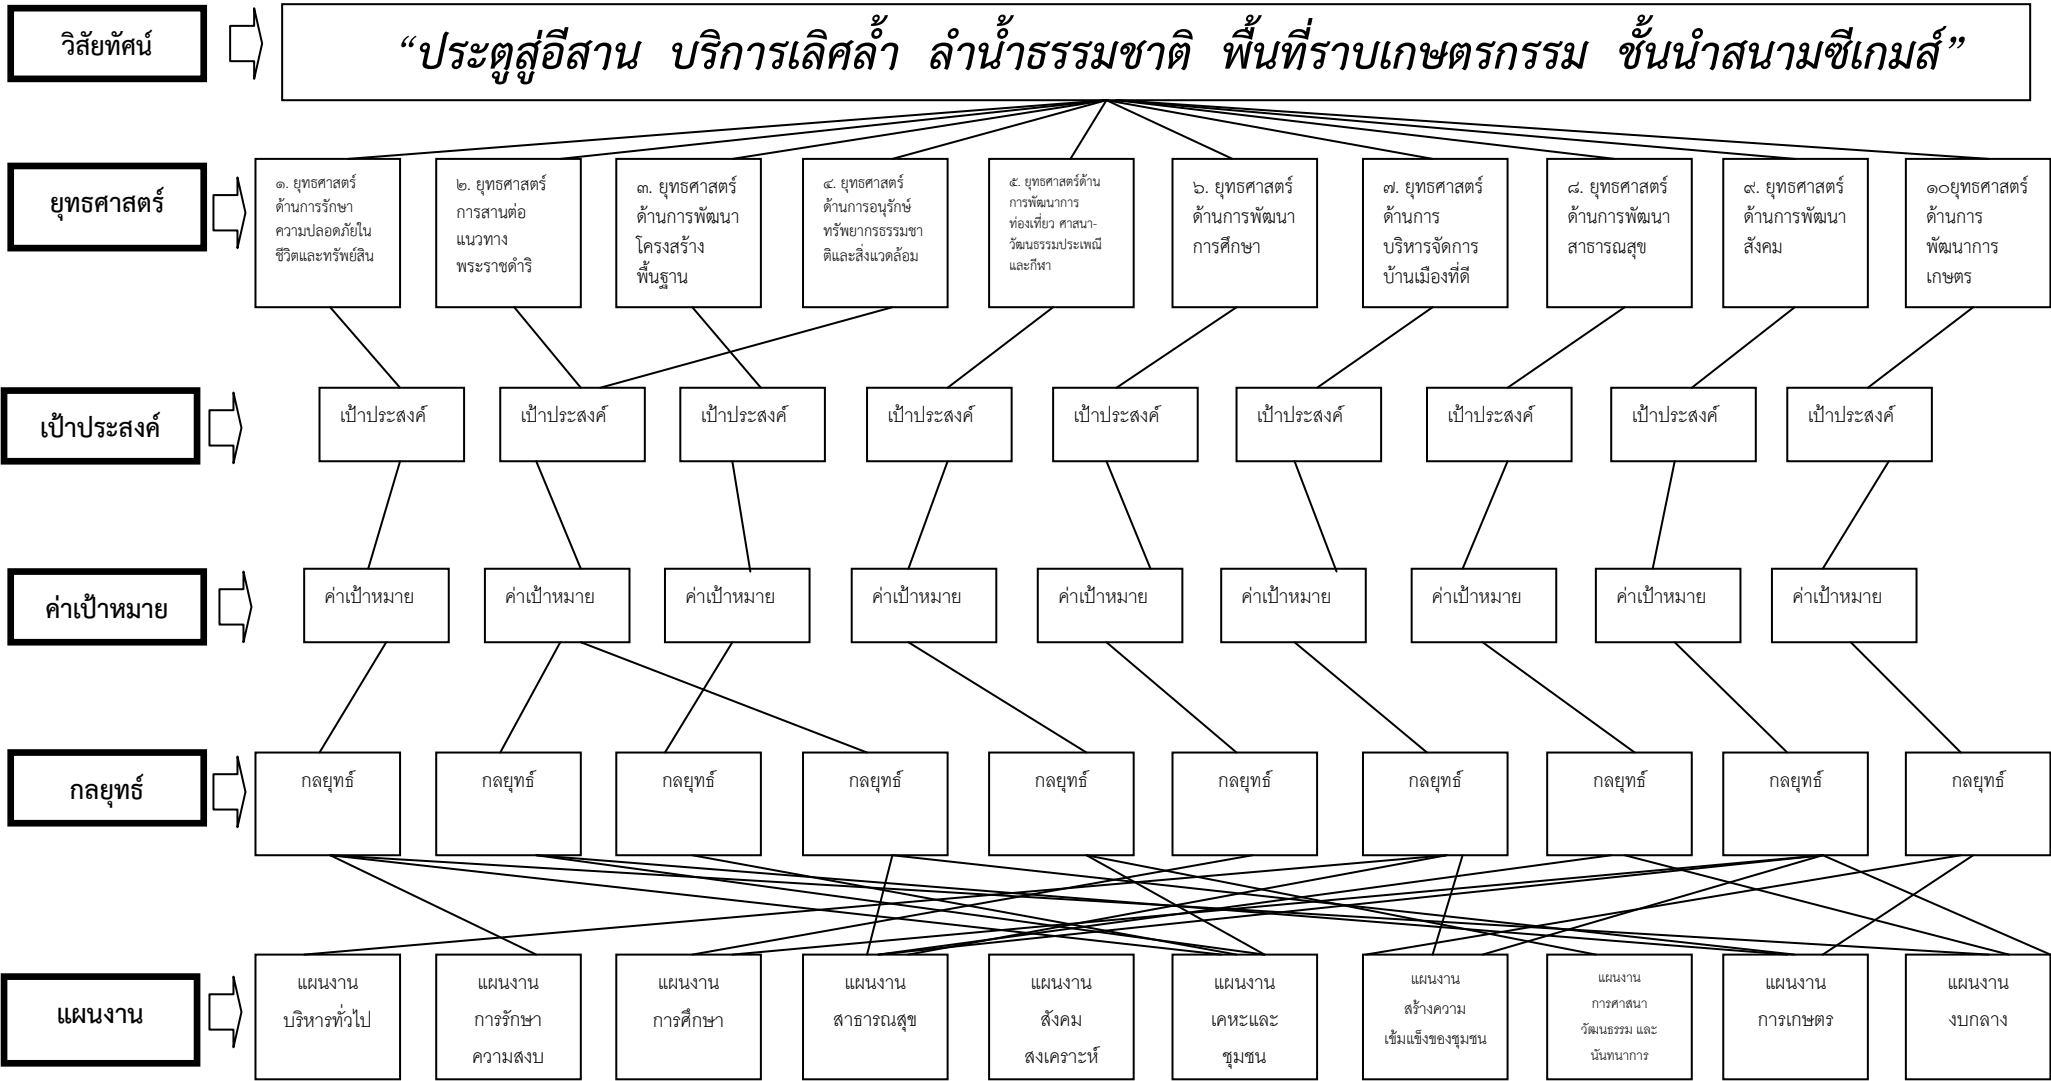 วิสัยทัศน์
“ประตูสู่อีสาน บริการเลิศล้ำ ลำน้ำธรรมชาติ พื้นที่ราบเกษตรกรรม ชั้นนำสนามซีเกมส์”
ยุทธศาสตร์
๑. ยุทธศาสตร์
ด้านการรักษา
ความปลอดภัยใน
ชีวิตและทรัพย์สิน
๒. ยุทธศาสตร์
การสานต่อ
แนวทาง
พระราชดำริ
๓. ยุทธศาสตร์
ด้านการพัฒนา
โครงสร้าง
พื้นฐาน
๔. ยุทธศาสตร์
ด้านการอนุรักษ์
ทรัพยากรธรรมชา
ติและสิ่งแวดล้อม
๕. ยุทธศาสตร์ด้าน
การพัฒนาการ
ท่องเที่ยว ศาสนา-
วัฒนธรรมประเพณี
และกีฬา
๖. ยุทธศาสตร์
ด้านการพัฒนา
การศึกษา
๗. ยุทธศาสตร์
ด้านการ
บริหารจัดการ
บ้านเมืองที่ดี
๘. ยุทธศาสตร์
ด้านการพัฒนา
สาธารณสุข
๙. ยุทธศาสตร์
ด้านการพัฒนา
สังคม
๑๐ยุทธศาสตร์
ด้านการ
พัฒนาการ
เกษตร
เป้าประสงค์
เป้าประสงค์
เป้าประสงค์
เป้าประสงค์
เป้าประสงค์
เป้าประสงค์
เป้าประสงค์
เป้าประสงค์
เป้าประสงค์
เป้าประสงค์
ค่าเป้าหมาย
ค่าเป้าหมาย
ค่าเป้าหมาย
ค่าเป้าหมาย
ค่าเป้าหมาย
ค่าเป้าหมาย
ค่าเป้าหมาย
ค่าเป้าหมาย
ค่าเป้าหมาย
ค่าเป้าหมาย
กลยุทธ์
กลยุทธ์
กลยุทธ์
กลยุทธ์
กลยุทธ์
กลยุทธ์
กลยุทธ์
กลยุทธ์
กลยุทธ์
กลยุทธ์
กลยุทธ์
แผนงาน
แผนงาน
บริหารทั่วไป
แผนงาน
การรักษา
ความสงบ
แผนงาน
การศึกษา
แผนงาน
สาธารณสุข
แผนงาน
สังคม
สงเคราะห์
แผนงาน
เคหะและ
ชุมชน
แผนงาน
สร้างความ
เข้มแข็งของชุมชน
แผนงาน
การศาสนา
วัฒนธรรม และ
นันทนาการ
แผนงาน
การเกษตร
แผนงาน
งบกลาง